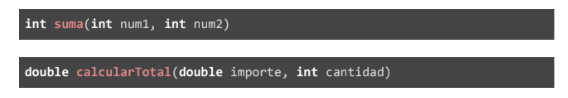 int suma(int num1, int num2)
double calcularTotal(double importe, int cantidad)